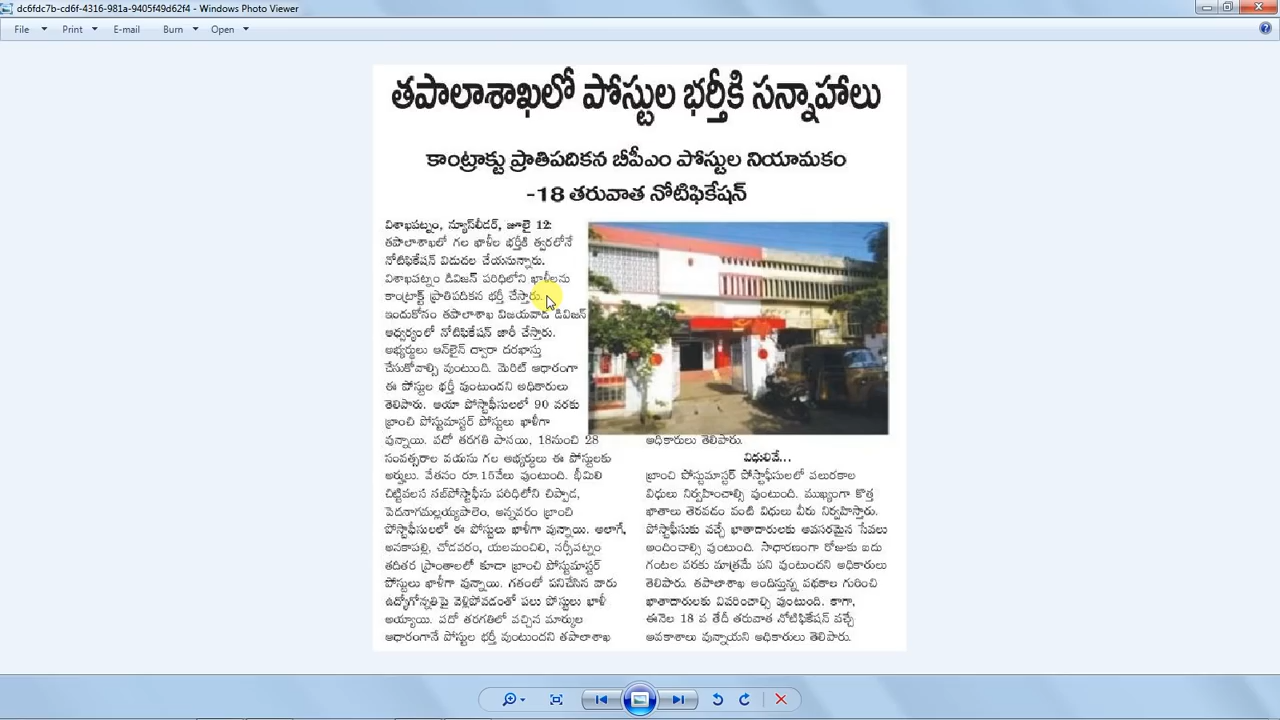 dc6fdc7b-cd6f-4316-981a-9405f49d62f4 - Windows Photo Viewer
File Print E-mail Burn Open
తపాలాశాఖలో పోస్టుల భర్తీకి సన్నాహాలు
కాంట్రాక్టు ప్రాతిపదికన బీపీఎం పోస్టుల నియామకం
-18 తరువాత నోటిఫికేషన్
విశాఖపట్నం, న్యూస్‌లీడర్, జూలై 12:
తపాలాశాఖలో గల ఖాళీల భర్తీకి త్వరలోనే
నోటిఫికేషన్ విడుదల చేయనున్నారు.
విశాఖపట్నం డివిజన్ పరిధిలోని ఖాళీలను
కాంట్రాక్ట్ ప్రాతిపదికన భర్తీ చేస్తారు.
ఇందుకోసం తపాలాశాఖ విజయవాడ డివిజన్
ఆధ్వర్యంలో నోటిఫికేషన్ జారీ చేస్తారు.
అభ్యర్థులు ఆన్‌లైన్ ద్వారా దరఖాస్తు
చేసుకోవాల్సి వుంటుంది. మెరిట్ ఆధారంగా
ఈ పోస్టుల భర్తీ వుంటుందని అధికారులు
తెలిపారు. ఆయా పోస్టాఫీసులలో 90 వరకు
బ్రాంచి పోస్టుమాస్టర్ పోస్టులు ఖాళీగా
వున్నాయి. పదో తరగతి పాసయి, 18నుంచి 28
సంవత్సరాల వయసు గల అభ్యర్థులు ఈ పోస్టులకు
అర్హులు. వేతనం రూ.15వేలు వుంటుంది. భీమిలి
చిట్టివలస సబ్‌పోస్టాఫీసు పరిధిలోని చిప్పాడ,
పెదనాగమల్లయ్యపాలెం, అన్నవరం బ్రాంచి
పోస్టాఫీసులలో ఈ పోస్టులు ఖాళీగా వున్నాయి. అలాగే,
అనకాపల్లి, చోడవరం, యలమంచిలి, నర్సీపట్నం
తదితర ప్రాంతాలలో కూడా బ్రాంచి పోస్టుమాస్టర్
పోస్టులు ఖాళీగా వున్నాయి. గతంలో పనిచేసిన వారు
ఉద్యోగోన్నతిపై వెళ్లిపోవడంతో పలు పోస్టులు ఖాళీ
అయ్యాయి. పదో తరగతిలో వచ్చిన మార్కుల
ఆధారంగానే పోస్టుల భర్తీ వుంటుందని తపాలాశాఖ
అధికారులు తెలిపారు.
విధులివే...
బ్రాంచి పోస్టుమాస్టర్ పోస్టాఫీసులలో పలురకాల
విధులు నిర్వహించాల్సి వుంటుంది. ముఖ్యంగా కొత్త
ఖాతాలు తెరవడం వంటి విధులు వీరు నిర్వహిస్తారు.
పోస్టాఫీసుకు వచ్చే ఖాతాదారులకు అవసరమైన సేవలు
అందించాల్సి వుంటుంది. సాధారణంగా రోజుకు ఐదు
గంటల వరకు మాత్రమే పని వుంటుందని అధికారులు
తెలిపారు. తపాలాశాఖ అందిస్తున్న పథకాల గురించి
ఖాతాదారులకు వివరించాల్సి వుంటుంది. కాగా,
ఈనెల 18 వ తేదీ తరువాత నోటిఫికేషన్ వచ్చే
అవకాశాలు వున్నాయని అధికారులు తెలిపారు.